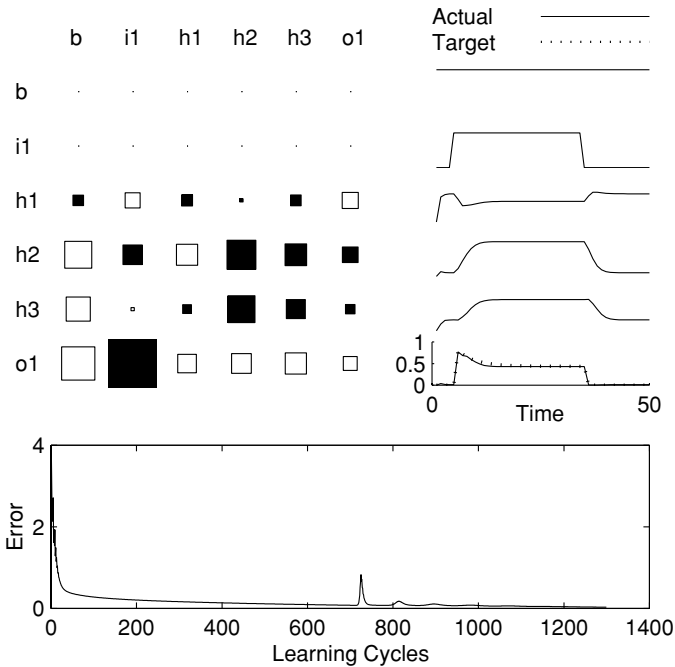 Actual
Target
b i1 h1 h2 h3 o1
b
i1
h1
h2
h3
o1
1
0.5
0
0 50
Time
4
2
0
Error
0 200 400 600 800 1000 1200 1400
Learning Cycles